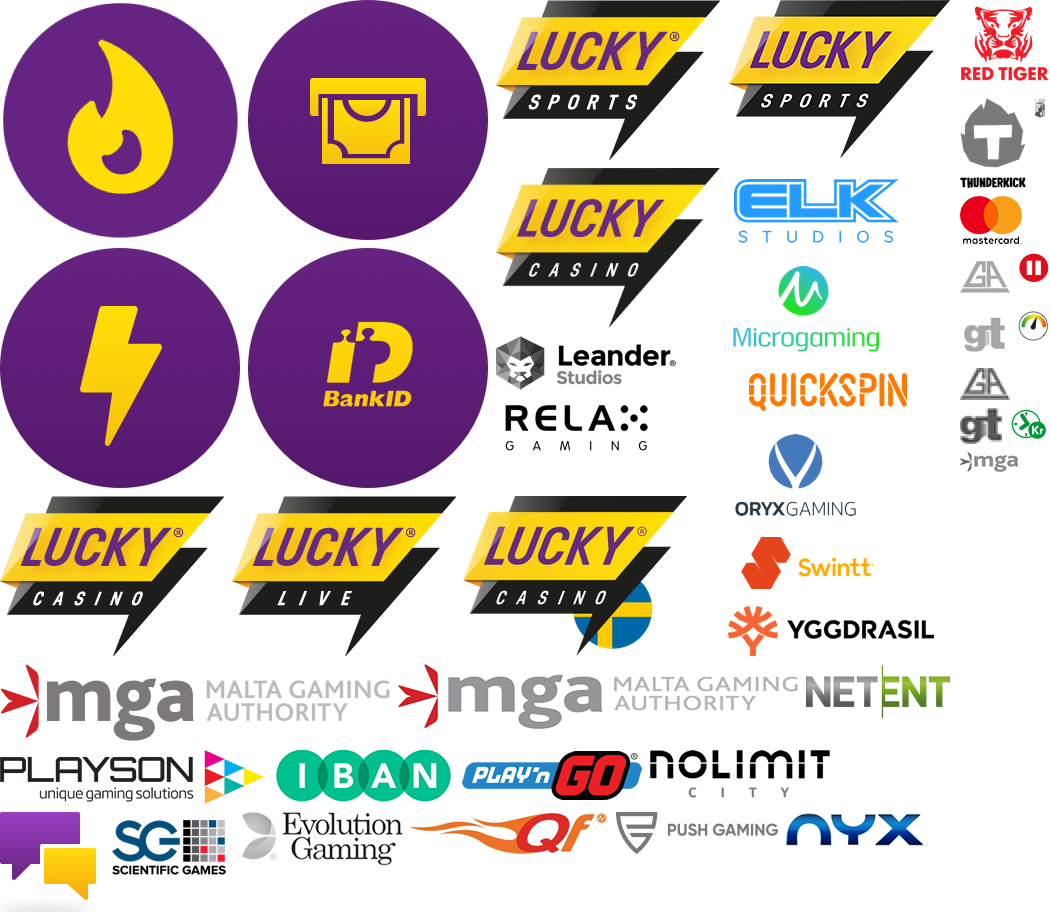 LUCKY®
SPORTS
LUCKY
SPORTS
RED TIGER
T
THUNDERKICK
mastercard.
LUCKY
CASINO
ELK
STUDIOS
Microgaming
GA
gt
BankID
Leander®
Studios
QUICKSPIN
GA
RELAX
GAMING
gt
Kr
mga
ORYXGAMING
LUCKY®
CASINO
LUCKY®
LIVE
LUCKY®
CASINO
Swintt
YGGDRASIL
mga MALTA GAMING
AUTHORITY
mga MALTA GAMING
AUTHORITY
NETENT
PLAYSON
unique gaming solutions
IBAN
PLAY'n GO®
NOLIMIT
CITY
SG
SCIENTIFIC GAMES
Evolution
Gaming
Qf
PUSH GAMING
nyx